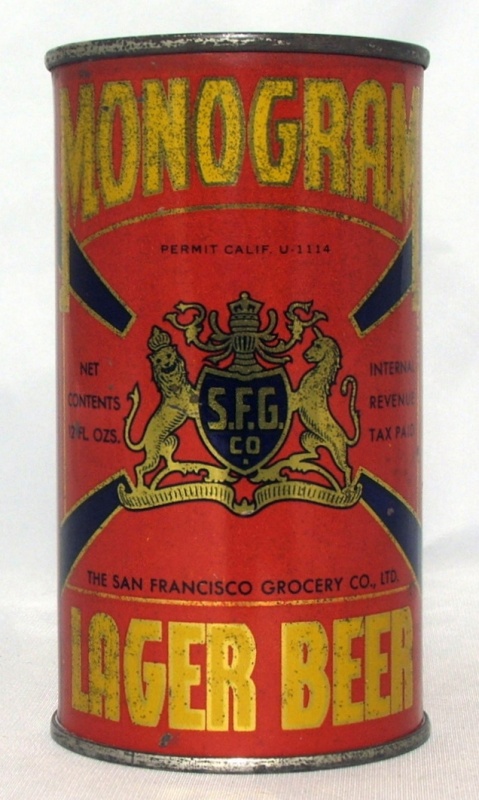 MONOGRAM
PERMIT CALIF. U-1114
NET
CONTENTS
12 FL. OZS.
INTERNAL
REVENUE
TAX PAID
S.F.G.
CO.
THE SAN FRANCISCO GROCERY CO., LTD.
LAGER BEER